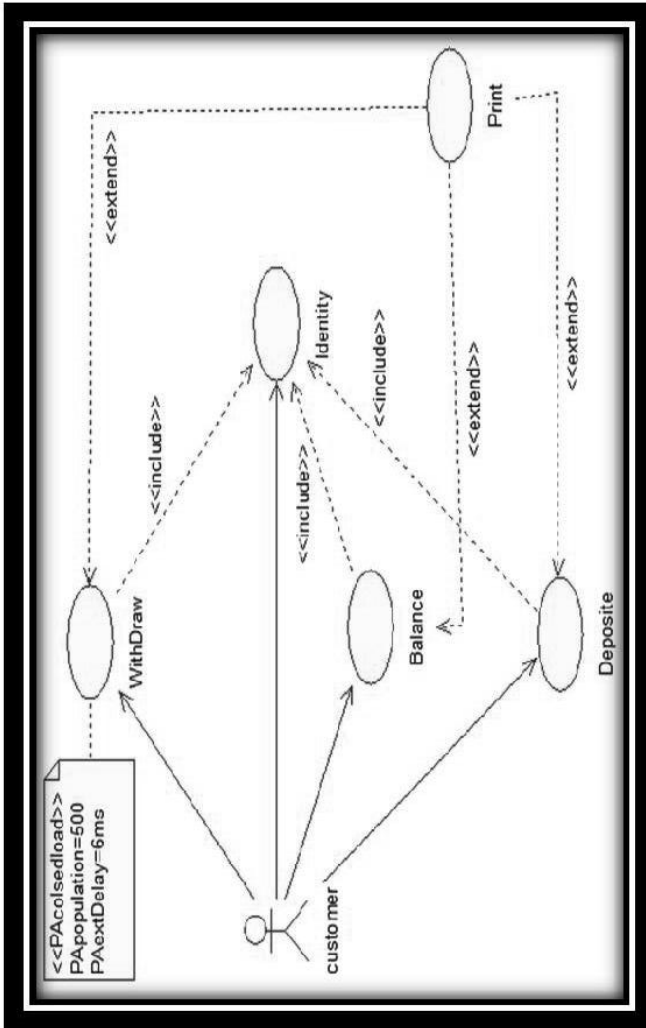 <<PAcolsedload>>
PApopulation=500
PAextDelay=6ms
WithDraw
<<extend>>
<<include>>
customer
Identity
<<include>>
Balance
<<include>>
<<extend>>
Print
Deposite
<<extend>>